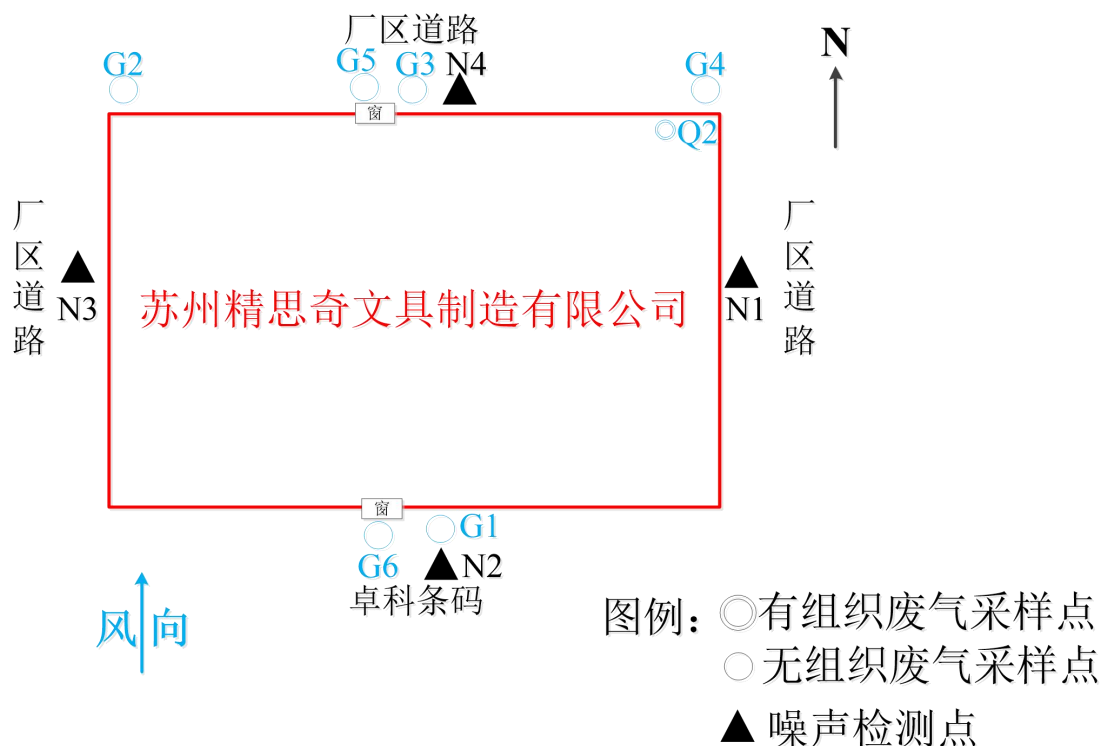 厂区道路
N
G2
G5
G3
N4
G4
窗
Q2
厂区道路
N3
苏州精思奇文具制造有限公司
N1
厂区道路
窗
G1
G6
N2
卓科条码
风向
图例：
有组织废气采样点
无组织废气采样点
噪声检测点